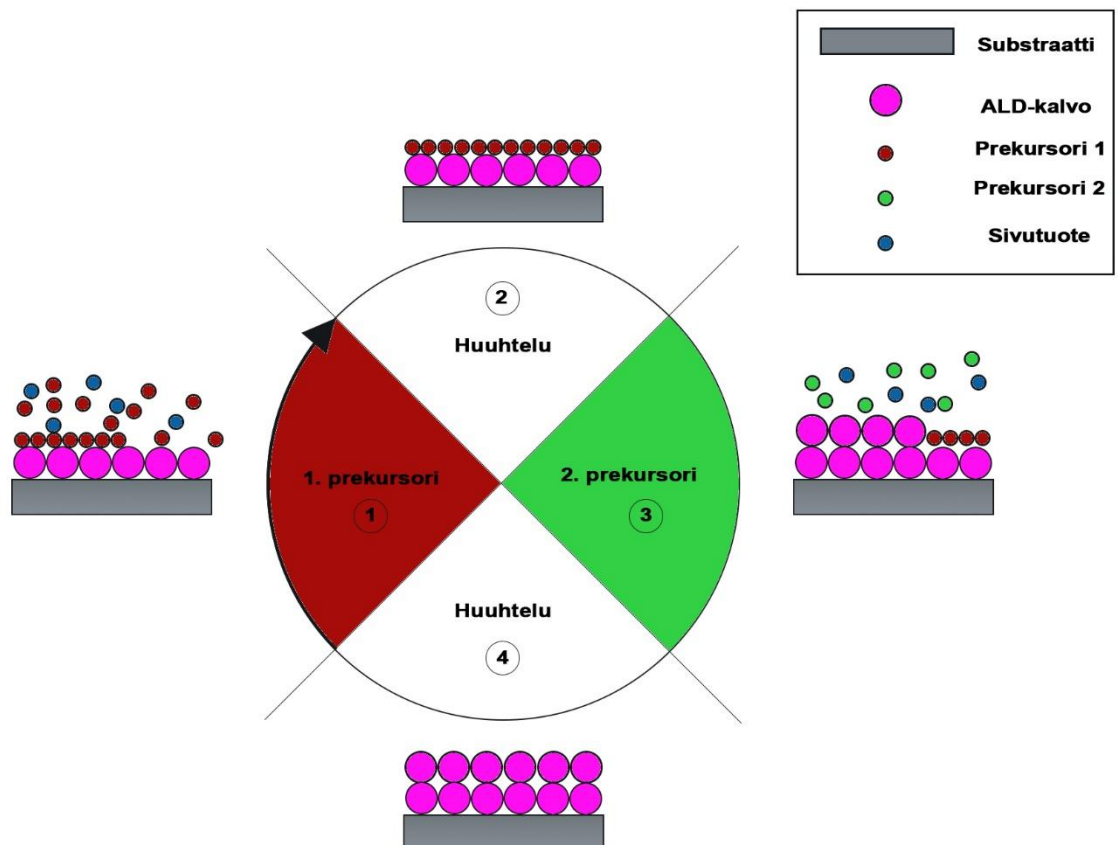 Substraatti
ALD-kalvo
Prekursori 1
Prekursori 2
Sivutuote
2
Huuhtelu
1. prekursori
1
2. prekursori
3
Huuhtelu
4